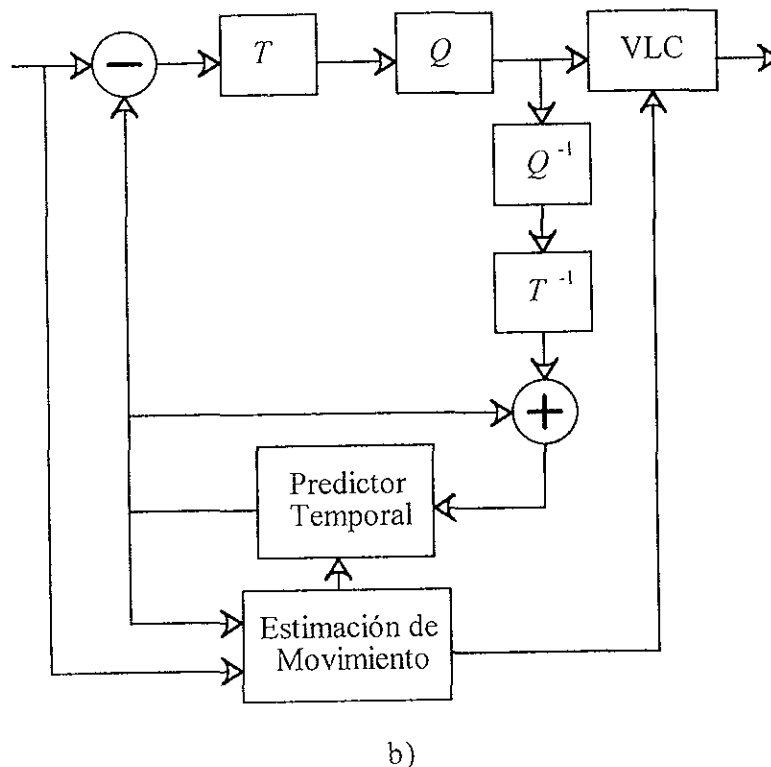 T
Q
VLC
Q⁻¹
T⁻¹
Predictor
Temporal
Estimación de
Movimiento
b)